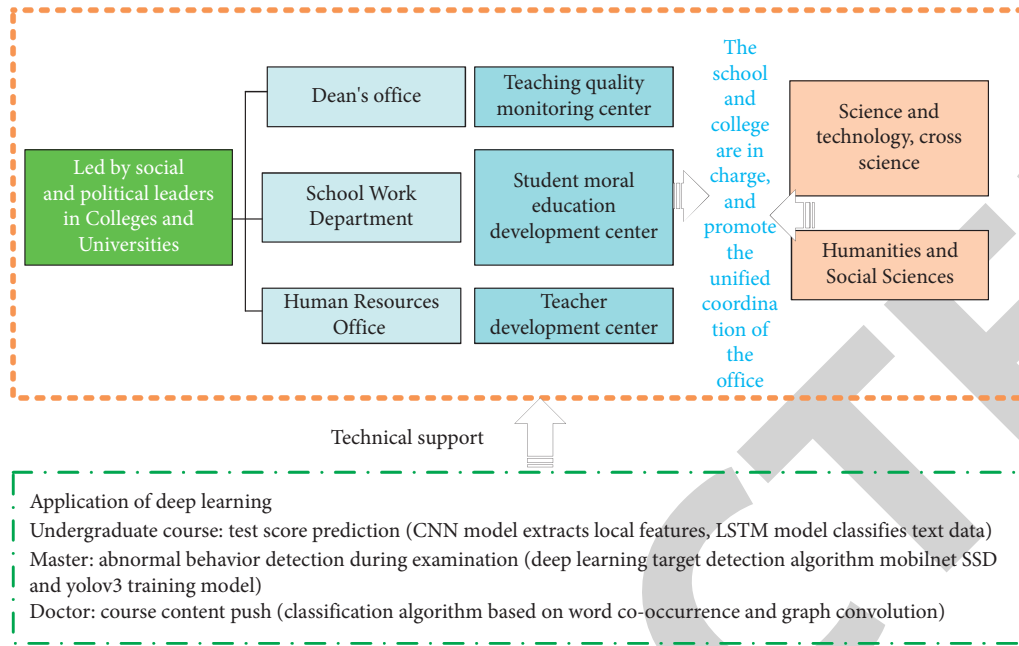 Led by social
and political leaders
in Colleges and
Universities
Dean's office
School Work
Department
Human Resources
Office
Teaching quality
monitoring center
Student moral
education
development center
Teacher
development center
The
school
and
college
are in
charge,
and
promote
the
unified
coordina
tion of
the
office
Science and
technology, cross
science
Humanities and
Social Sciences
Technical support
Application of deep learning
Undergraduate course: test score prediction (CNN model extracts local features, LSTM model classifies text data)
Master: abnormal behavior detection during examination (deep learning target detection algorithm mobilnet SSD
and yolov3 training model)
Doctor: course content push (classification algorithm based on word co-occurrence and graph convolution)